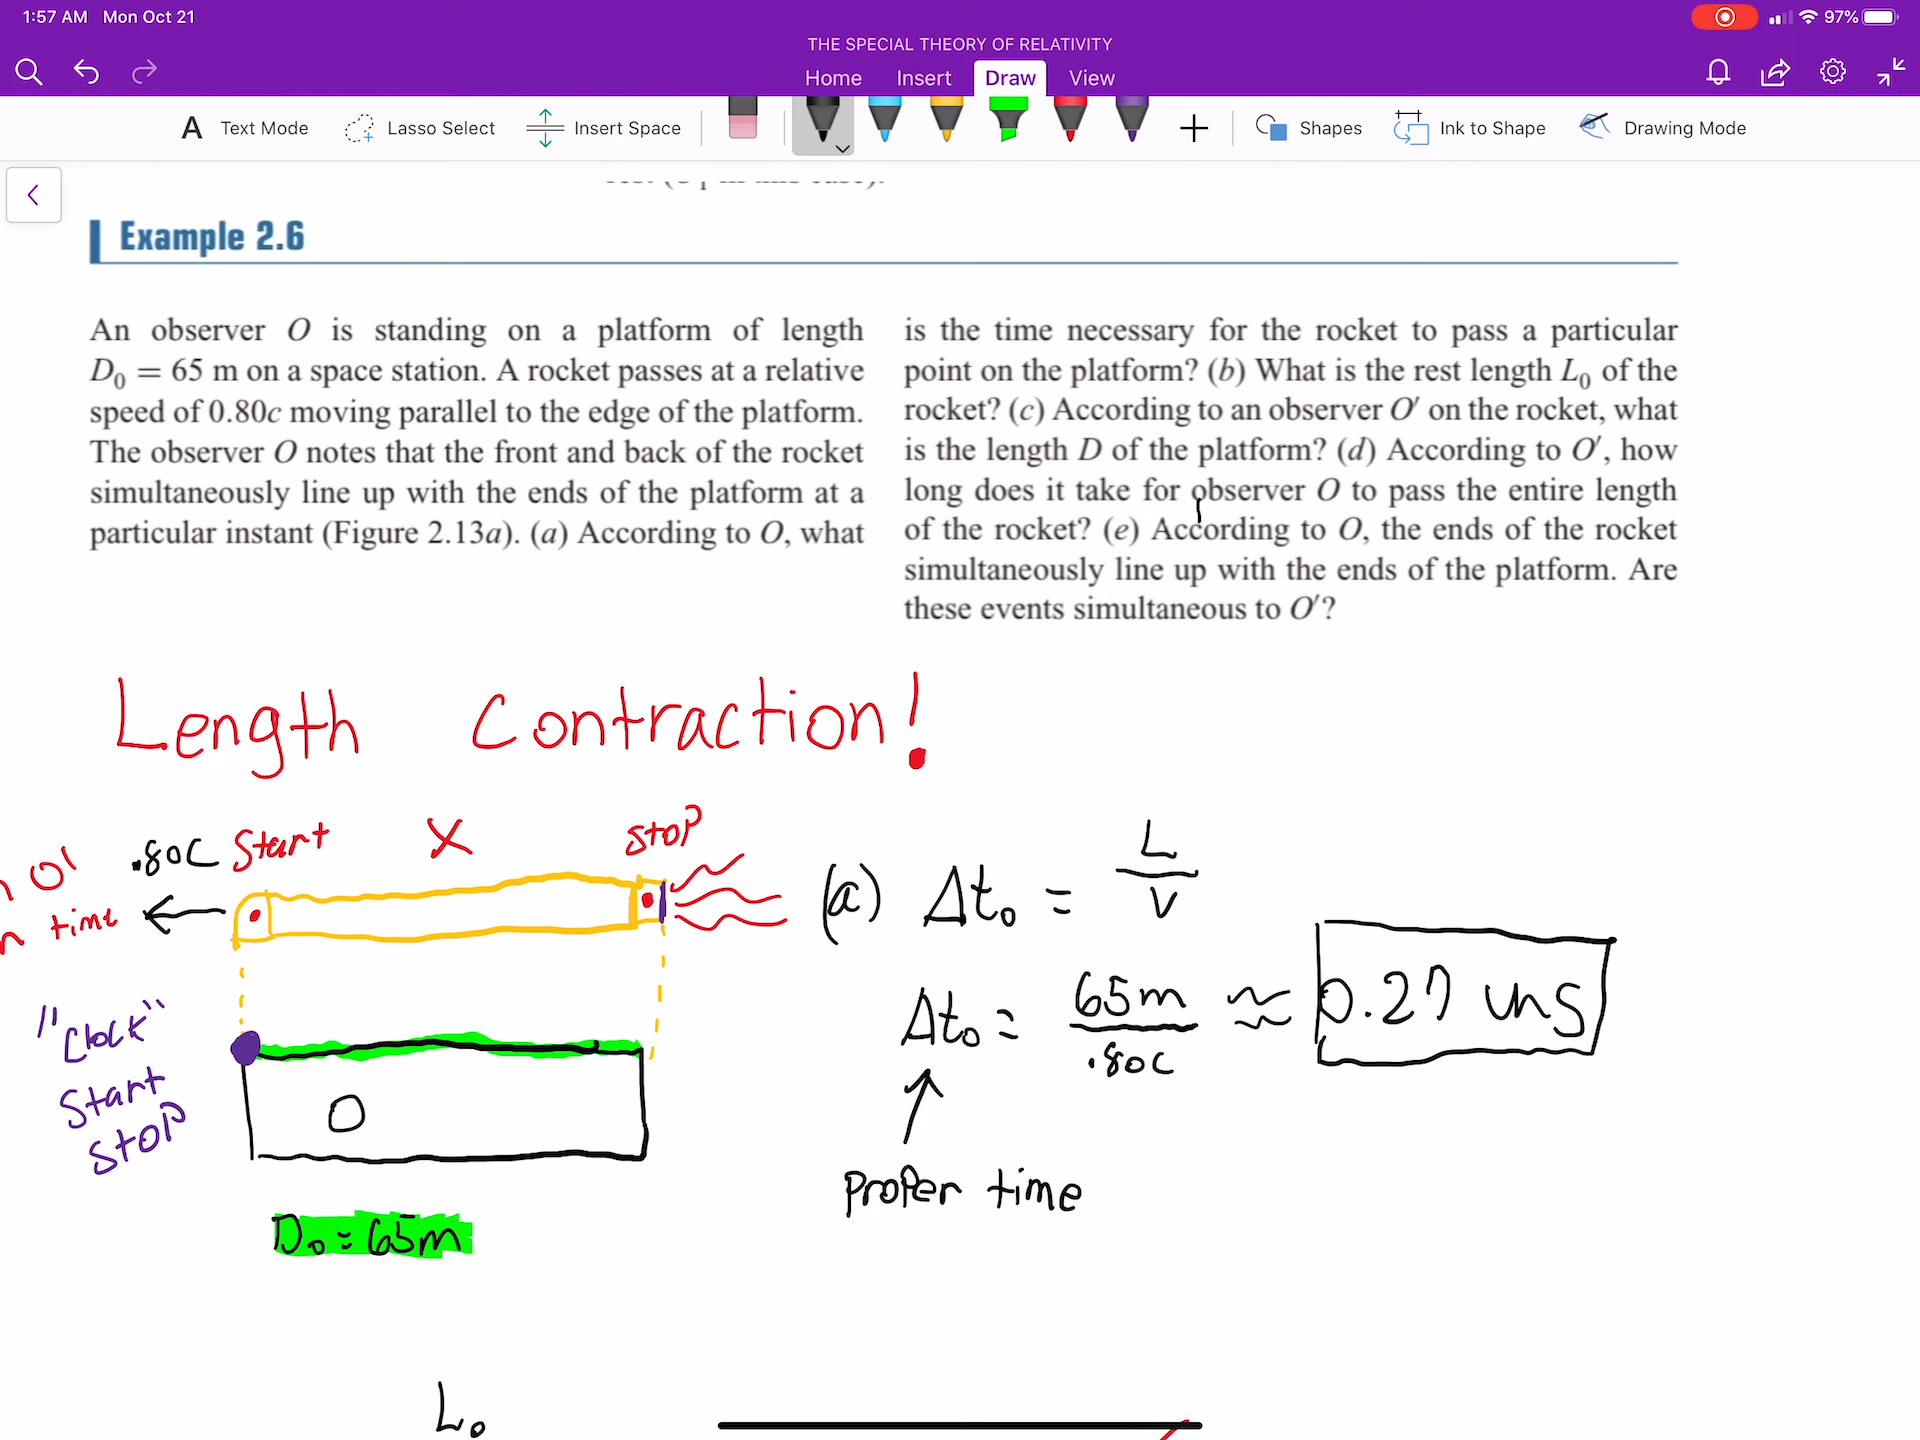 1:57 AM Mon Oct 21
97%
THE SPECIAL THEORY OF RELATIVITY
Home Insert Draw View
A Text Mode Lasso Select Insert Space Shapes Ink to Shape Drawing Mode
Example 2.6
An observer O is standing on a platform of length
D₀ = 65 m on a space station. A rocket passes at a relative
speed of 0.80c moving parallel to the edge of the platform.
The observer O notes that the front and back of the rocket
simultaneously line up with the ends of the platform at a
particular instant (Figure 2.13a). (a) According to O, what
is the time necessary for the rocket to pass a particular
point on the platform? (b) What is the rest length L₀ of the
rocket? (c) According to an observer O′ on the rocket, what
is the length D of the platform? (d) According to O′, how
long does it take for observer O to pass the entire length
of the rocket? (e) According to O, the ends of the rocket
simultaneously line up with the ends of the platform. Are
these events simultaneous to O′?
Length Contraction!
.80C Start X Stop
O'
time
"Clock"
Start
Stop
O
D₀ = 65m
(a) Δt₀ = L/v
Δt₀ = 65m/.80C ≈ 0.27 μs
Proper time
L₀